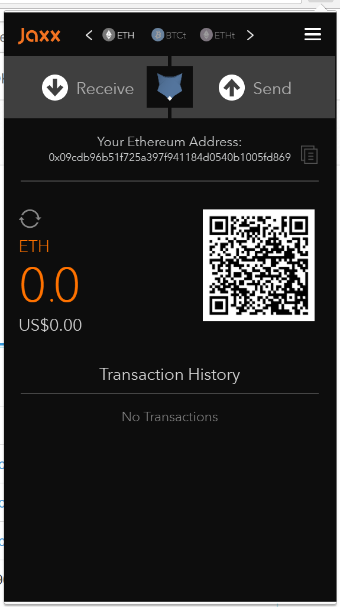 Jaxx
ETH BTCt ETHt
Receive Send
Your Ethereum Address:
0x09cdb96b51f725a397f941184d0540b1005fd869
ETH
0.0
US$0.00
Transaction History
No Transactions